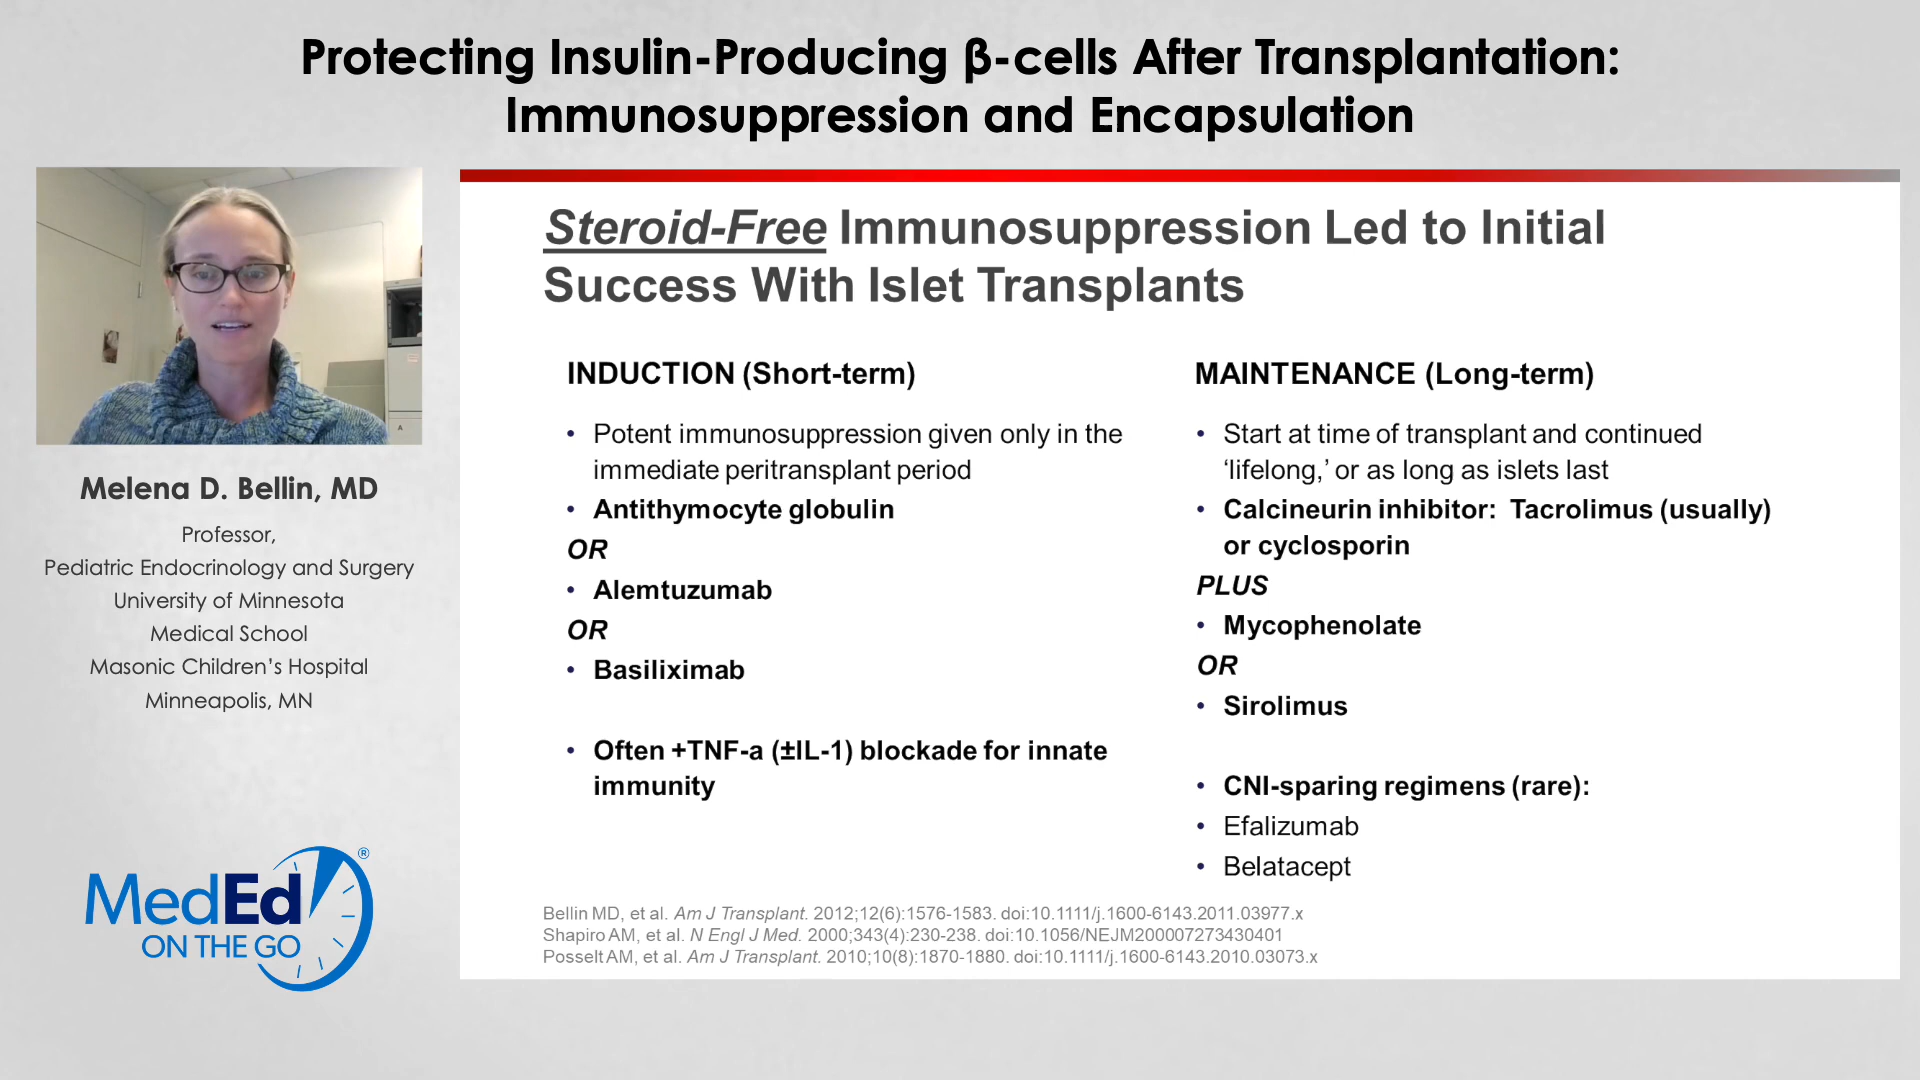 Protecting Insulin-Producing β-cells After Transplantation:
Immunosuppression and Encapsulation
Melena D. Bellin, MD
Professor,
Pediatric Endocrinology and Surgery
University of Minnesota
Medical School
Masonic Children’s Hospital
Minneapolis, MN
MedEd®
ON THE GO
Steroid-Free Immunosuppression Led to Initial
Success With Islet Transplants
INDUCTION (Short-term)
• Potent immunosuppression given only in the
immediate peritransplant period
• Antithymocyte globulin
OR
• Alemtuzumab
OR
• Basiliximab
• Often +TNF-a (±IL-1) blockade for innate
immunity
MAINTENANCE (Long-term)
• Start at time of transplant and continued
‘lifelong,’ or as long as islets last
• Calcineurin inhibitor: Tacrolimus (usually)
or cyclosporin
PLUS
• Mycophenolate
OR
• Sirolimus
• CNI-sparing regimens (rare):
• Efalizumab
• Belatacept
Bellin MD, et al. Am J Transplant. 2012;12(6):1576-1583. doi:10.1111/j.1600-6143.2011.03977.x
Shapiro AM, et al. N Engl J Med. 2000;343(4):230-238. doi:10.1056/NEJM200007273430401
Posselt AM, et al. Am J Transplant. 2010;10(8):1870-1880. doi:10.1111/j.1600-6143.2010.03073.x